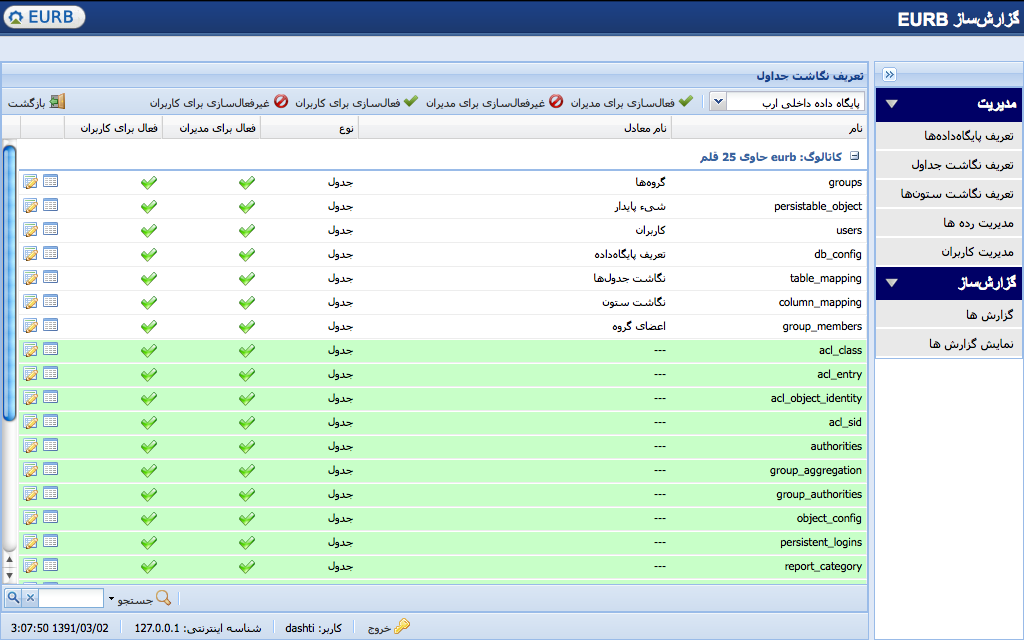 گزارش‌ساز EURB
EURB
مدیریت
تعریف پایگاه‌داده‌ها
تعریف نگاشت جداول
تعریف نگاشت ستون‌ها
مدیریت رده ها
مدیریت کاربران
گزارش‌ساز
گزارش ها
نمایش گزارش ها
تعریف نگاشت جداول
پایگاه داده داخلی ارب فعال‌سازی برای مدیران غیرفعال‌سازی برای مدیران فعال‌سازی برای کاربران غیرفعال‌سازی برای کاربران بازگشت
نام نام معادل نوع فعال برای مدیران فعال برای کاربران
کاتالوگ: eurb حاوی 25 قلم
groups گروه‌ها جدول
persistable_object شیء پایدار جدول
users کاربران جدول
db_config تعریف پایگاه‌داده جدول
table_mapping نگاشت جدول‌ها جدول
column_mapping نگاشت ستون جدول
group_members اعضای گروه جدول
acl_class --- جدول
acl_entry --- جدول
acl_object_identity --- جدول
acl_sid --- جدول
authorities --- جدول
group_aggregation --- جدول
group_authorities --- جدول
object_config --- جدول
persistent_logins --- جدول
report_category --- جدول
جستجو
خروج کاربر: dashti شناسه اینترنتی: 127.0.0.1 1391/03/02 3:07:50